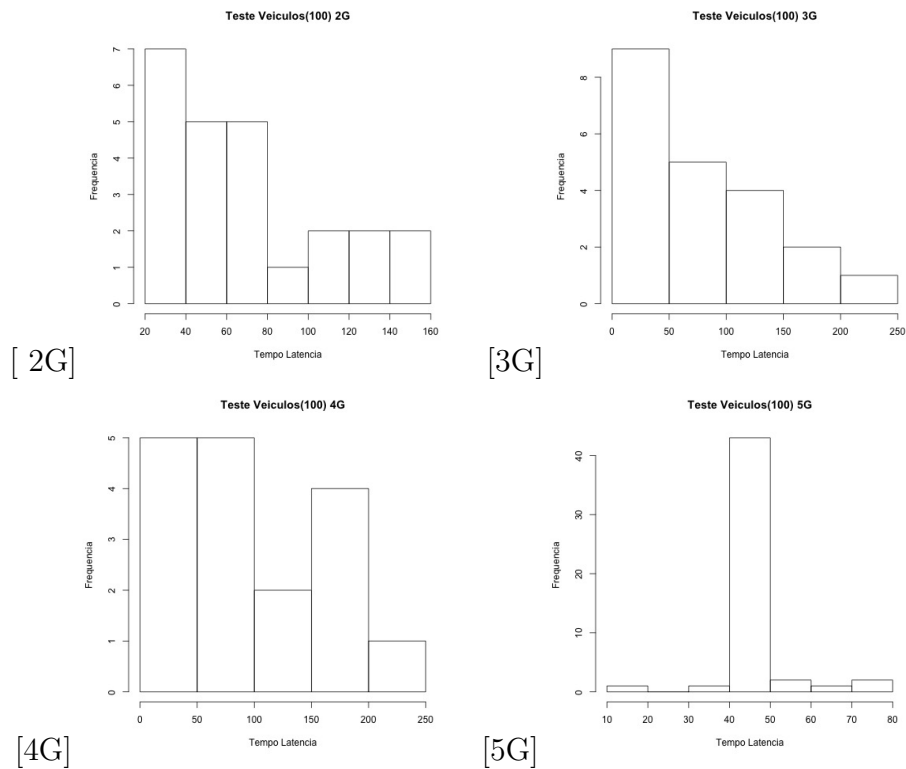 Teste Veiculos(100) 2G
Frequencia
0 1 2 3 4 5 6 7
20 40 60 80 100 120 140 160
Tempo Latencia
[ 2G]
Teste Veiculos(100) 3G
Frequencia
0 2 4 6 8
0 50 100 150 200 250
Tempo Latencia
[3G]
Teste Veiculos(100) 4G
Frequencia
0 1 2 3 4 5
0 50 100 150 200 250
Tempo Latencia
[4G]
Teste Veiculos(100) 5G
Frequencia
0 10 20 30 40
10 20 30 40 50 60 70 80
Tempo Latencia
[5G]